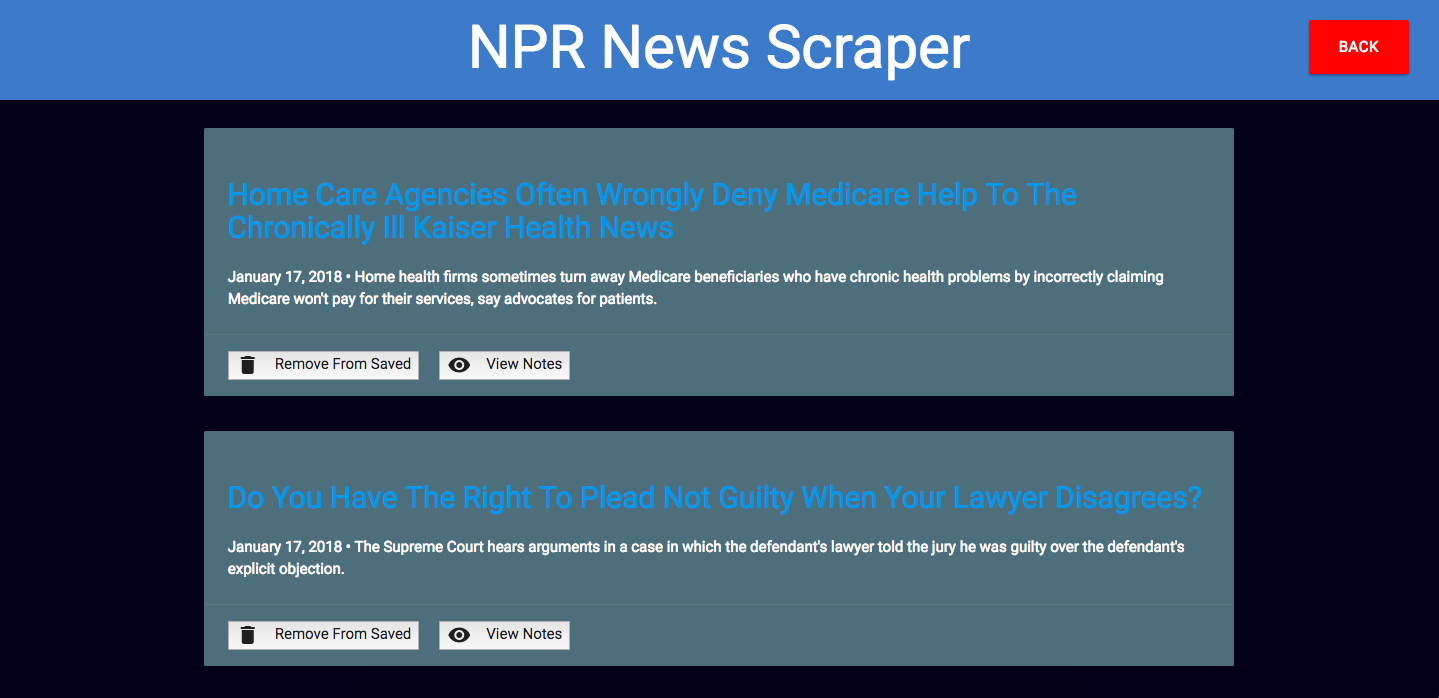 NPR News Scraper
BACK
Home Care Agencies Often Wrongly Deny Medicare Help To The
Chronically Ill Kaiser Health News
January 17, 2018 • Home health firms sometimes turn away Medicare beneficiaries who have chronic health problems by incorrectly claiming
Medicare won't pay for their services, say advocates for patients.
Remove From Saved
View Notes
Do You Have The Right To Plead Not Guilty When Your Lawyer Disagrees?
January 17, 2018 • The Supreme Court hears arguments in a case in which the defendant's lawyer told the jury he was guilty over the defendant's
explicit objection.
Remove From Saved
View Notes